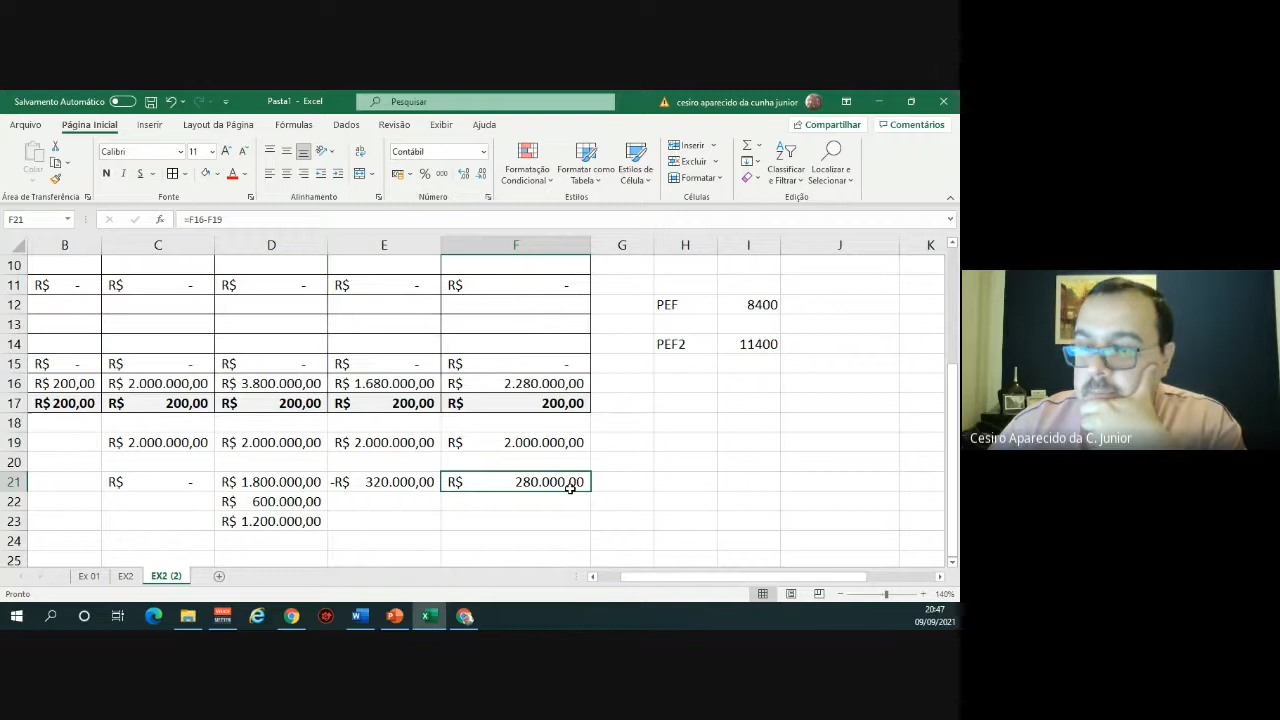 Salvamento Automático
Pasta1 - Excel
Pesquisar
cesiro aparecido da cunha junior
Arquivo
Página Inicial
Inserir
Layout da Página
Fórmulas
Dados
Revisão
Exibir
Ajuda
Compartilhar
Comentários
Colar
Calibri
11
N I S
Área de Transferência
Fonte
Alinhamento
Contábil
% 000
Número
Formatação Condicional
Formatar como Tabela
Estilos de Célula
Estilos
Inserir
Excluir
Formatar
Células
Classificar e Filtrar
Localizar e Selecionar
Edição
F21
=F16-F19
B C D E F G H I J K
10
11 R$ - R$ - R$ - R$ - R$ -
12 PEF 8400
13
14 PEF2 11400
15 R$ - R$ - R$ - R$ - R$ -
16 R$ 200,00 R$ 2.000.000,00 R$ 3.800.000,00 R$ 1.680.000,00 R$ 2.280.000,00
17 R$ 200,00 R$ 200,00 R$ 200,00 R$ 200,00 R$ 200,00
18
19 R$ 2.000.000,00 R$ 2.000.000,00 R$ 2.000.000,00 R$ 2.000.000,00
20
21 R$ - R$ 1.800.000,00 -R$ 320.000,00 R$ 280.000,00
22 R$ 600.000,00
23 R$ 1.200.000,00
24
25
Ex 01
EX2
EX2 (2)
Pronto
140%
20:47
09/09/2021
Cesiro Aparecido da C. Junior